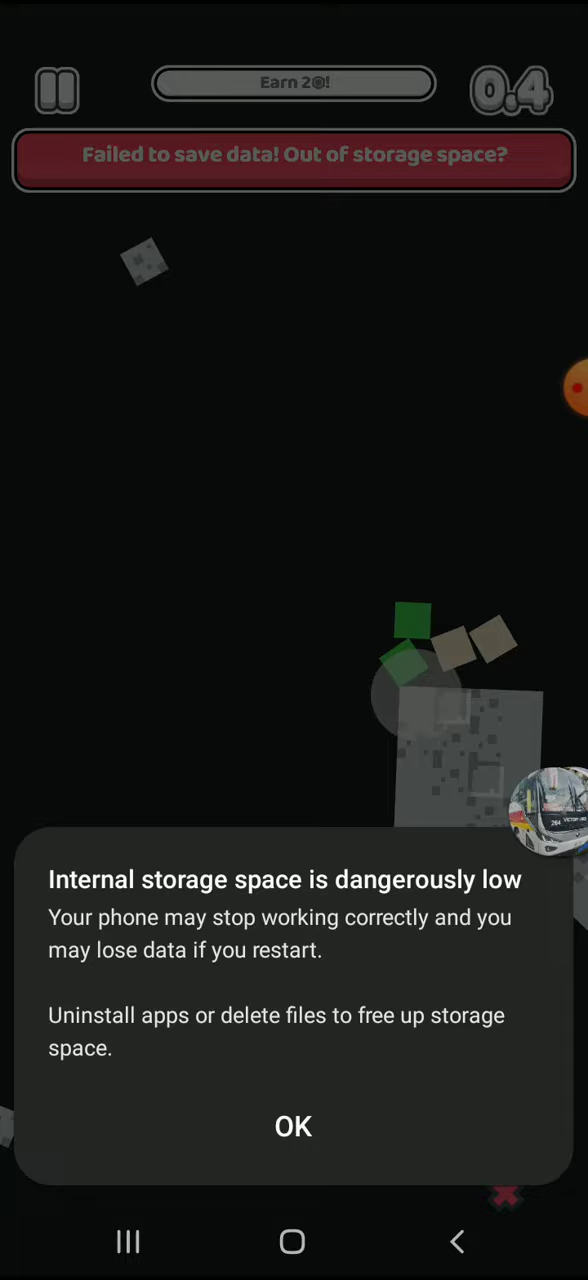 Earn 2!
0.4
Failed to save data! Out of storage space?
264
Internal storage space is dangerously low
Your phone may stop working correctly and you
may lose data if you restart.
Uninstall apps or delete files to free up storage
space.
OK